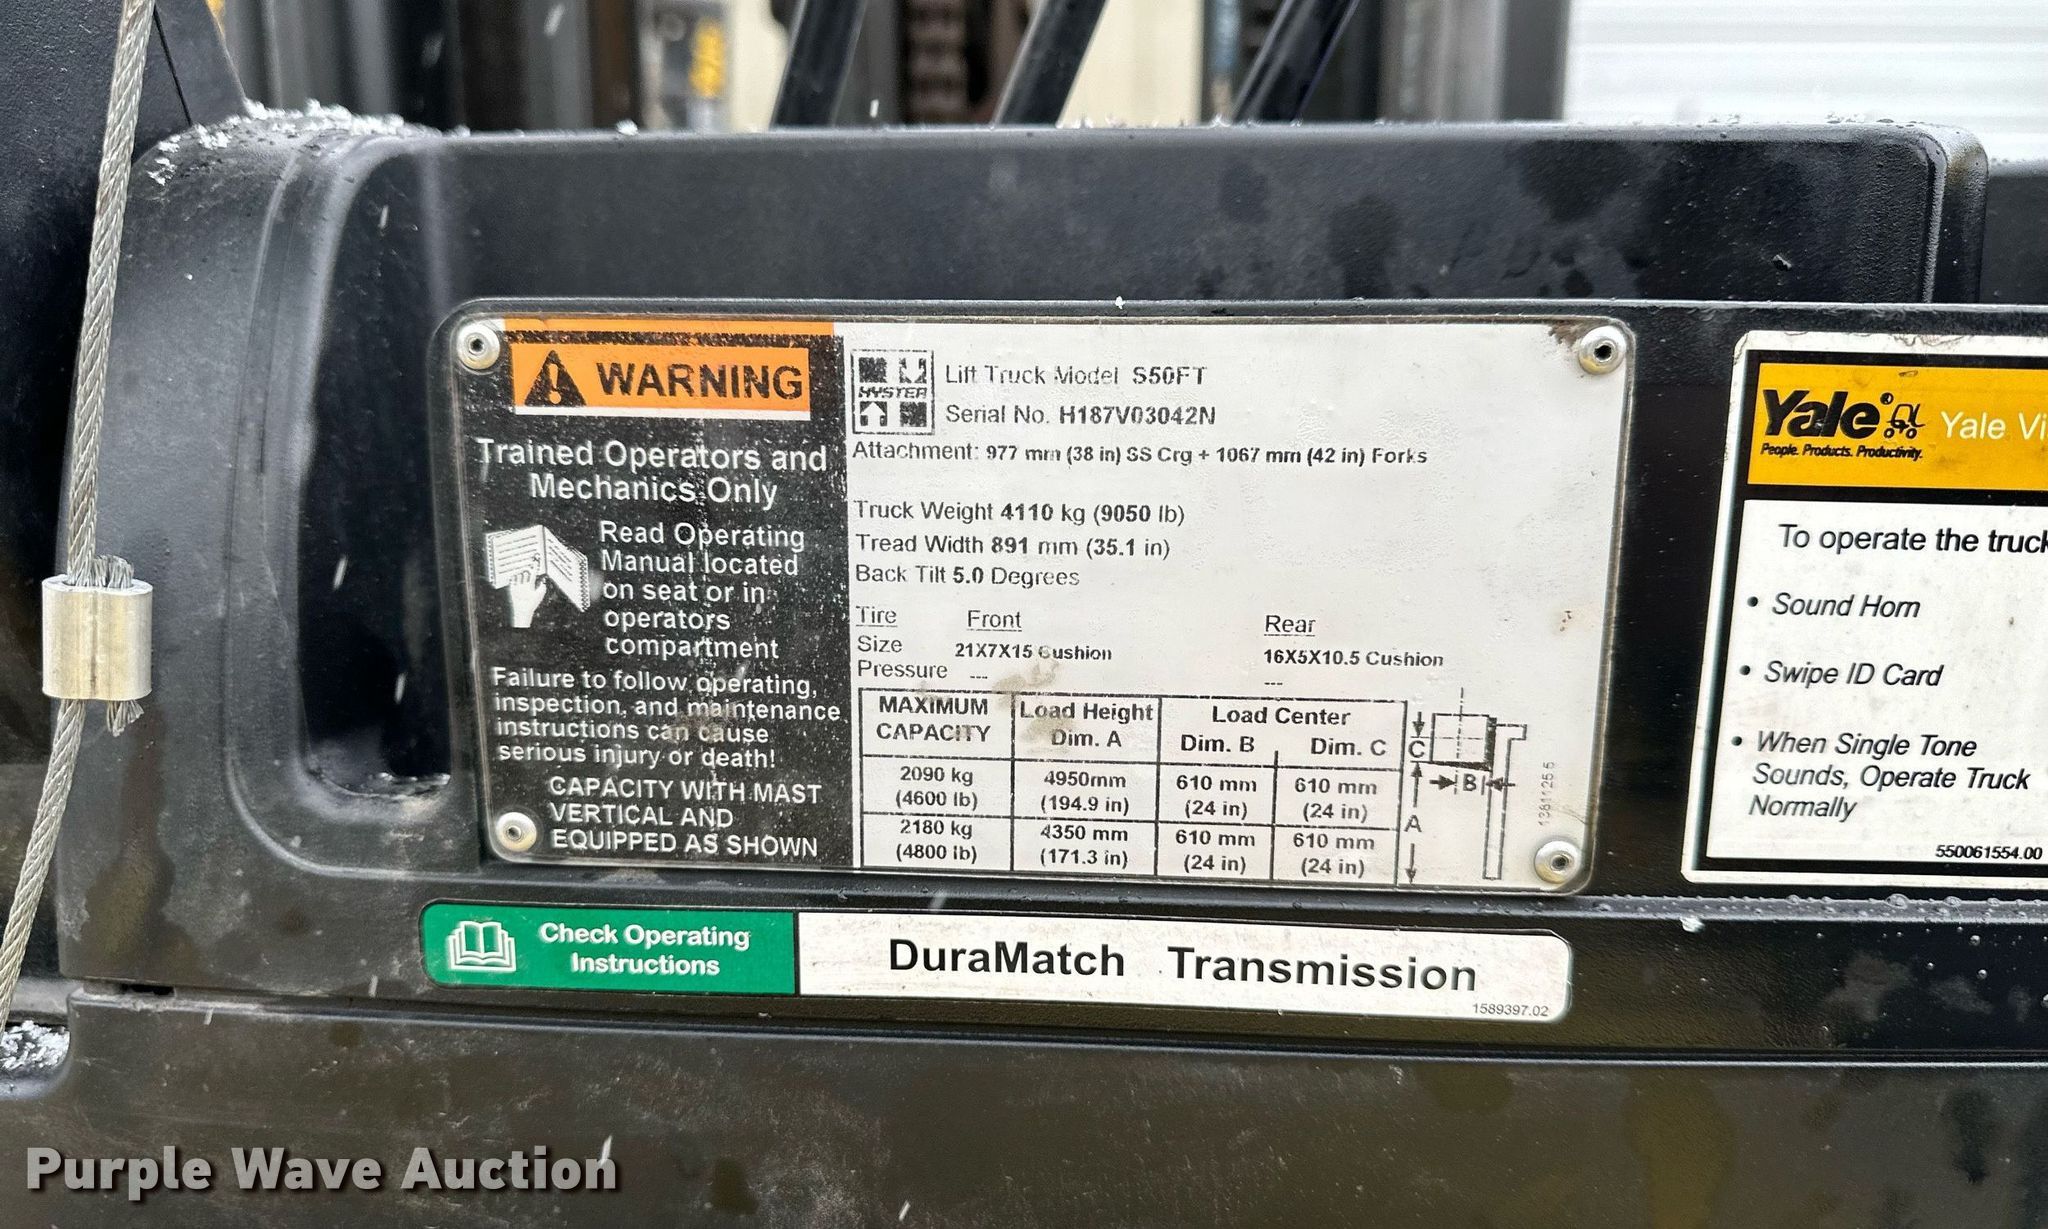 WARNING
Trained Operators and
Mechanics Only
Read Operating
Manual located
on seat or in
operators
compartment
Failure to follow operating,
inspection, and maintenance
instructions can cause
serious injury or death!
CAPACITY WITH MAST
VERTICAL AND
EQUIPPED AS SHOWN
HYSTER
Lift Truck Model S50FT
Serial No. H187V03042N
Attachment: 977 mm (38 in) SS Crg + 1067 mm (42 in) Forks
Truck Weight 4110 kg (9050 lb)
Tread Width 891 mm (35.1 in)
Back Tilt 5.0 Degrees
Tire Front Rear
Size 21X7X15 Cushion 16X5X10.5 Cushion
Pressure --- ---
MAXIMUM Load Height Load Center
CAPACITY Dim. A Dim. B Dim. C
2090 kg 4950mm 610 mm 610 mm
(4600 lb) (194.9 in) (24 in) (24 in)
2180 kg 4350 mm 610 mm 610 mm
(4800 lb) (171.3 in) (24 in) (24 in)
C
B
A
Yale®
People. Products. Productivity.
Yale Vi
To operate the truck
• Sound Horn
• Swipe ID Card
• When Single Tone
Sounds, Operate Truck
Normally
550061554.00
Check Operating
Instructions
DuraMatch Transmission
1589397.02
Purple Wave Auction